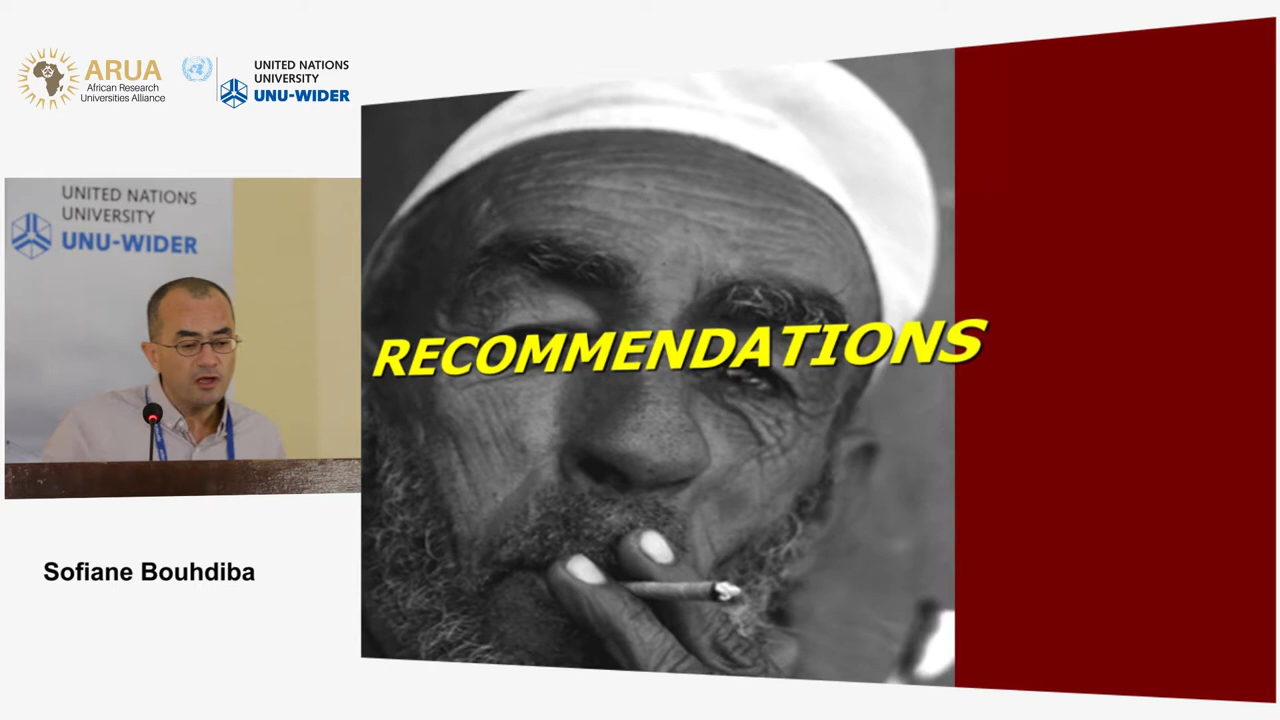 ARUA
African Research
Universities Alliance
UNITED NATIONS
UNIVERSITY
UNU-WIDER
UNITED NATIONS
UNIVERSITY
UNU-WIDER
RECOMMENDATIONS
Sofiane Bouhdiba